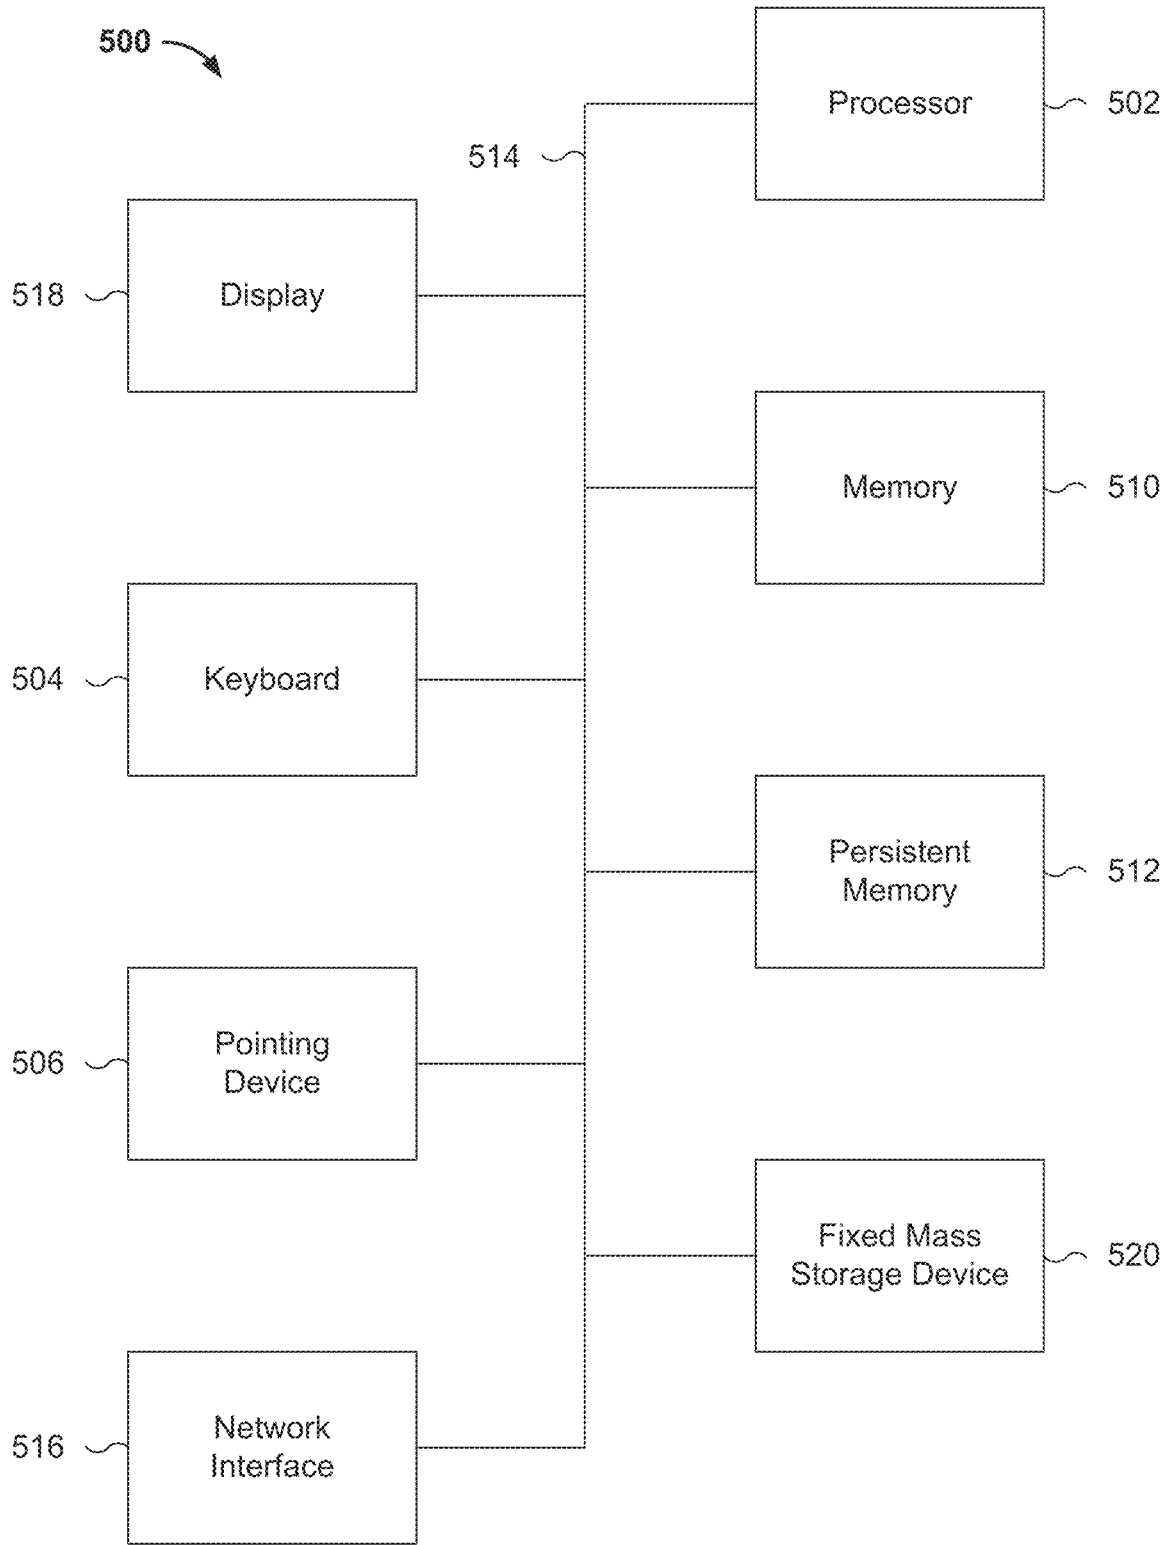 500
Processor
502
514
518
Display
Memory
510
504
Keyboard
Persistent
Memory
512
506
Pointing
Device
Fixed Mass
Storage Device
520
516
Network
Interface